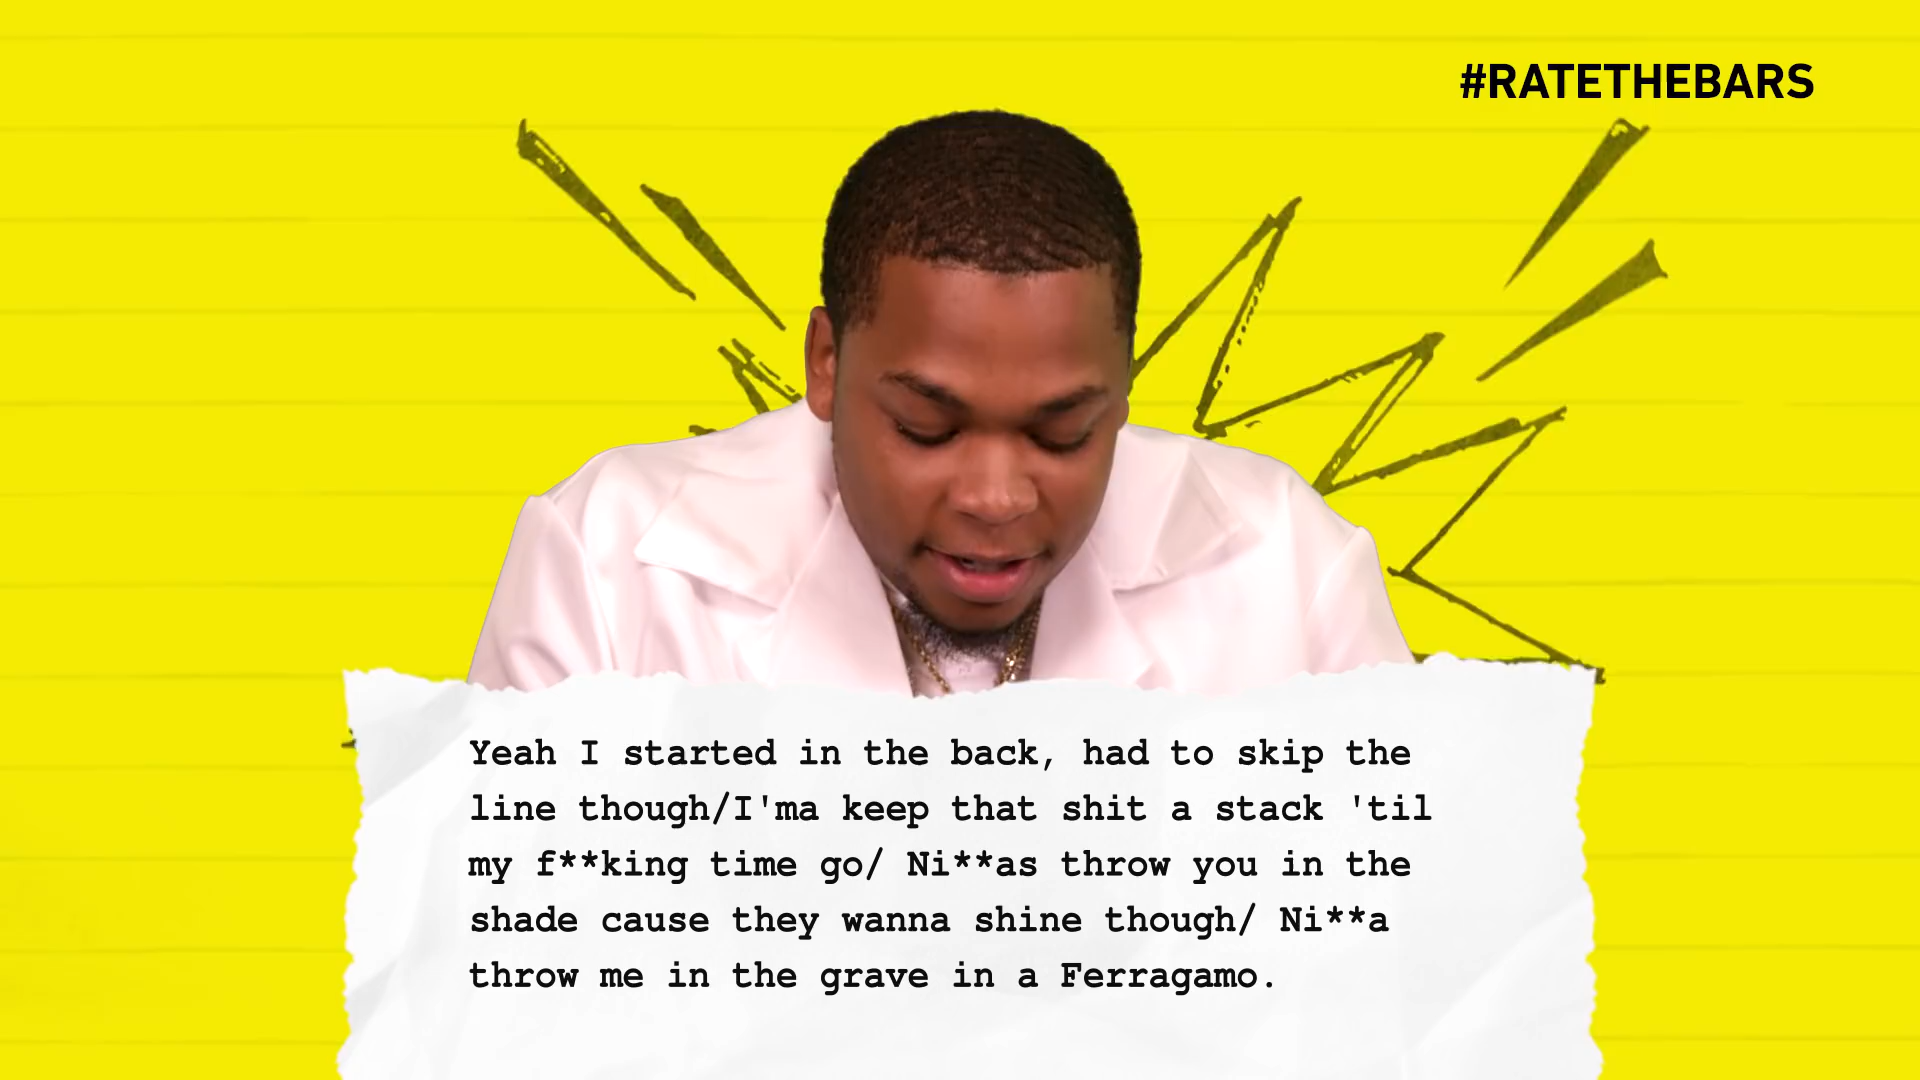 #RATETHEBARS
Yeah I started in the back, had to skip the
line though/I'ma keep that shit a stack 'til
my f**king time go/ Ni**as throw you in the
shade cause they wanna shine though/ Ni**a
throw me in the grave in a Ferragamo.